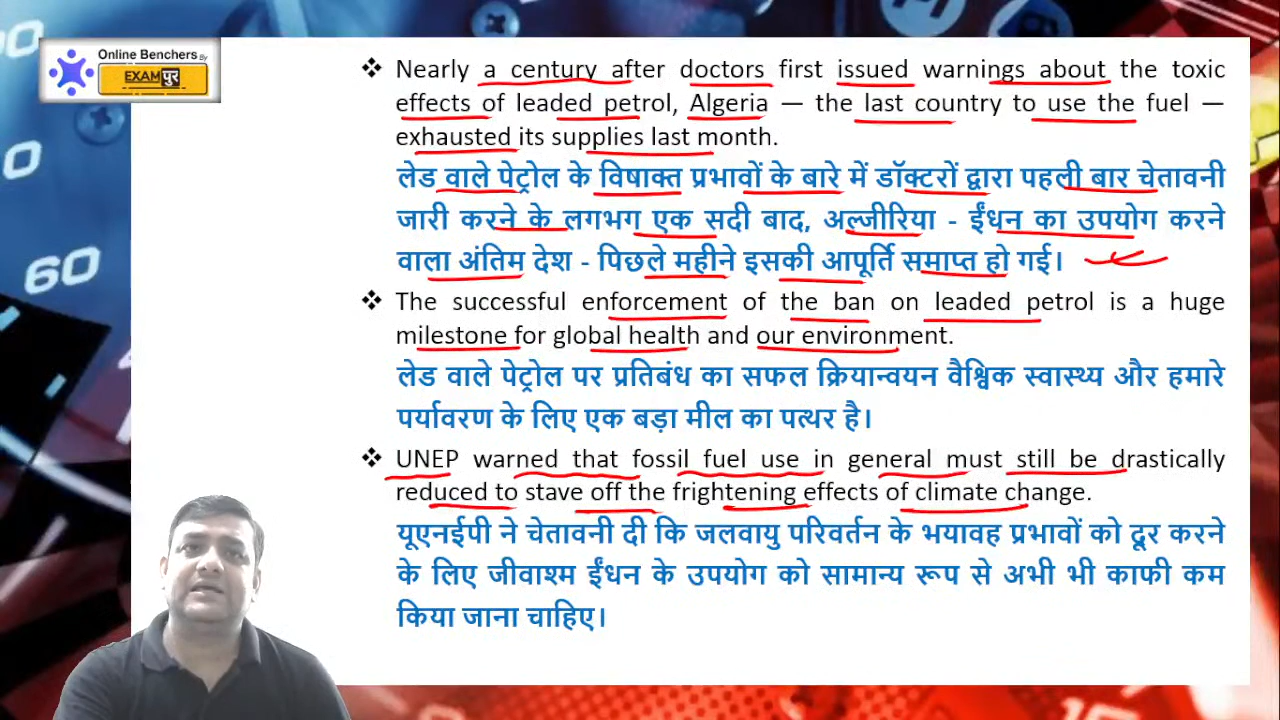 Online Benchers By
EXAM पुर
❖ Nearly a century after doctors first issued warnings about the toxic
effects of leaded petrol, Algeria — the last country to use the fuel —
exhausted its supplies last month.
लेड वाले पेट्रोल के विषाक्त प्रभावों के बारे में डॉक्टरों द्वारा पहली बार चेतावनी
जारी करने के लगभग एक सदी बाद, अल्जीरिया - ईंधन का उपयोग करने
वाला अंतिम देश - पिछले महीने इसकी आपूर्ति समाप्त हो गई।
❖ The successful enforcement of the ban on leaded petrol is a huge
milestone for global health and our environment.
लेड वाले पेट्रोल पर प्रतिबंध का सफल क्रियान्वयन वैश्विक स्वास्थ्य और हमारे
पर्यावरण के लिए एक बड़ा मील का पत्थर है।
❖ UNEP warned that fossil fuel use in general must still be drastically
reduced to stave off the frightening effects of climate change.
यूएनईपी ने चेतावनी दी कि जलवायु परिवर्तन के भयावह प्रभावों को दूर करने
के लिए जीवाश्म ईंधन के उपयोग को सामान्य रूप से अभी भी काफी कम
किया जाना चाहिए।
60